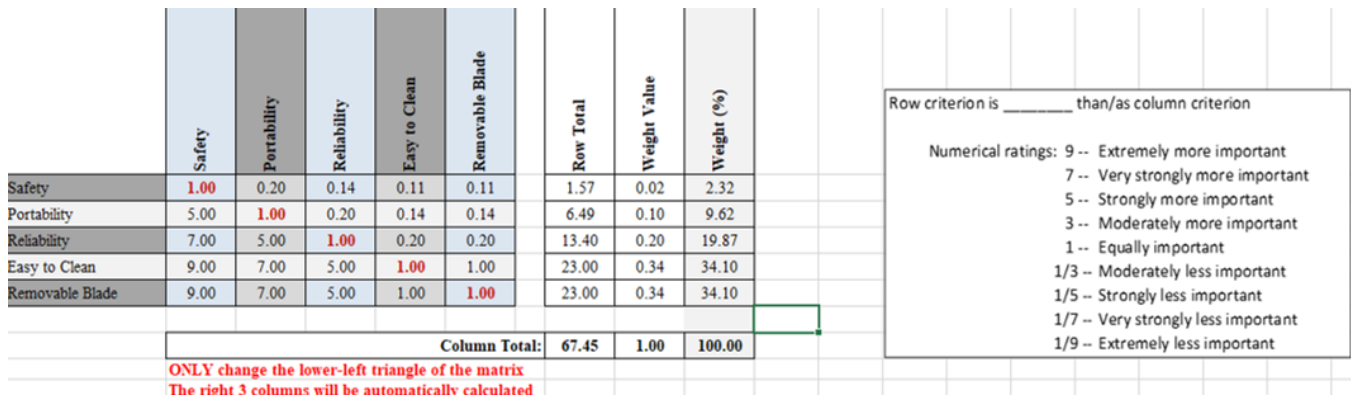 Safety Portability Reliability Easy to Clean Removable Blade Row Total Weight Value Weight (%)
Safety 1.00 0.20 0.14 0.11 0.11 1.57 0.02 2.32
Portability 5.00 1.00 0.20 0.14 0.14 6.49 0.10 9.62
Reliability 7.00 5.00 1.00 0.20 0.20 13.40 0.20 19.87
Easy to Clean 9.00 7.00 5.00 1.00 1.00 23.00 0.34 34.10
Removable Blade 9.00 7.00 5.00 1.00 1.00 23.00 0.34 34.10
Column Total: 67.45 1.00 100.00
ONLY change the lower-left triangle of the matrix
The right 3 columns will be automatically calculated
Row criterion is ________ than/as column criterion
Numerical ratings: 9 -- Extremely more important
7 -- Very strongly more important
5 -- Strongly more important
3 -- Moderately more important
1 -- Equally important
1/3 -- Moderately less important
1/5 -- Strongly less important
1/7 -- Very strongly less important
1/9 -- Extremely less important